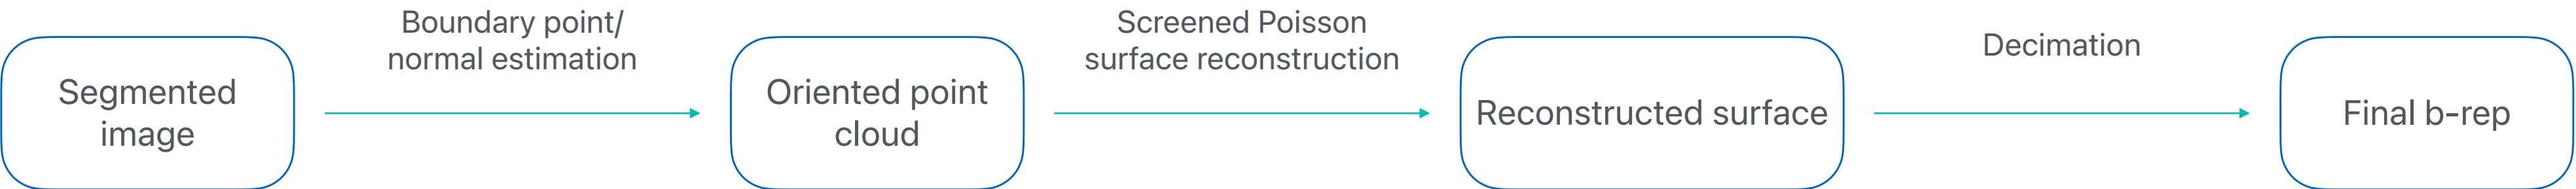 Segmented
image
Boundary point/
normal estimation
Oriented point
cloud
Screened Poisson
surface reconstruction
Reconstructed surface
Decimation
Final b-rep